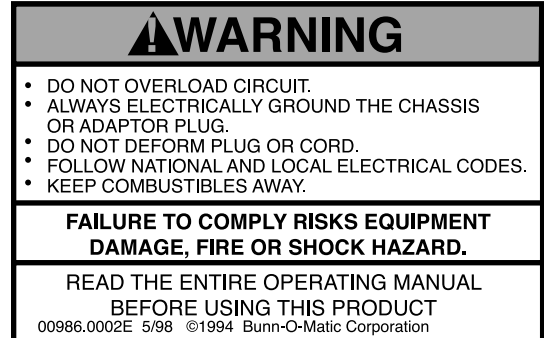 WARNING
• DO NOT OVERLOAD CIRCUIT.
• ALWAYS ELECTRICALLY GROUND THE CHASSIS
OR ADAPTOR PLUG.
• DO NOT DEFORM PLUG OR CORD.
• FOLLOW NATIONAL AND LOCAL ELECTRICAL CODES.
• KEEP COMBUSTIBLES AWAY.
FAILURE TO COMPLY RISKS EQUIPMENT
DAMAGE, FIRE OR SHOCK HAZARD.
READ THE ENTIRE OPERATING MANUAL
BEFORE USING THIS PRODUCT
00986.0002E 5/98 ©1994 Bunn-O-Matic Corporation